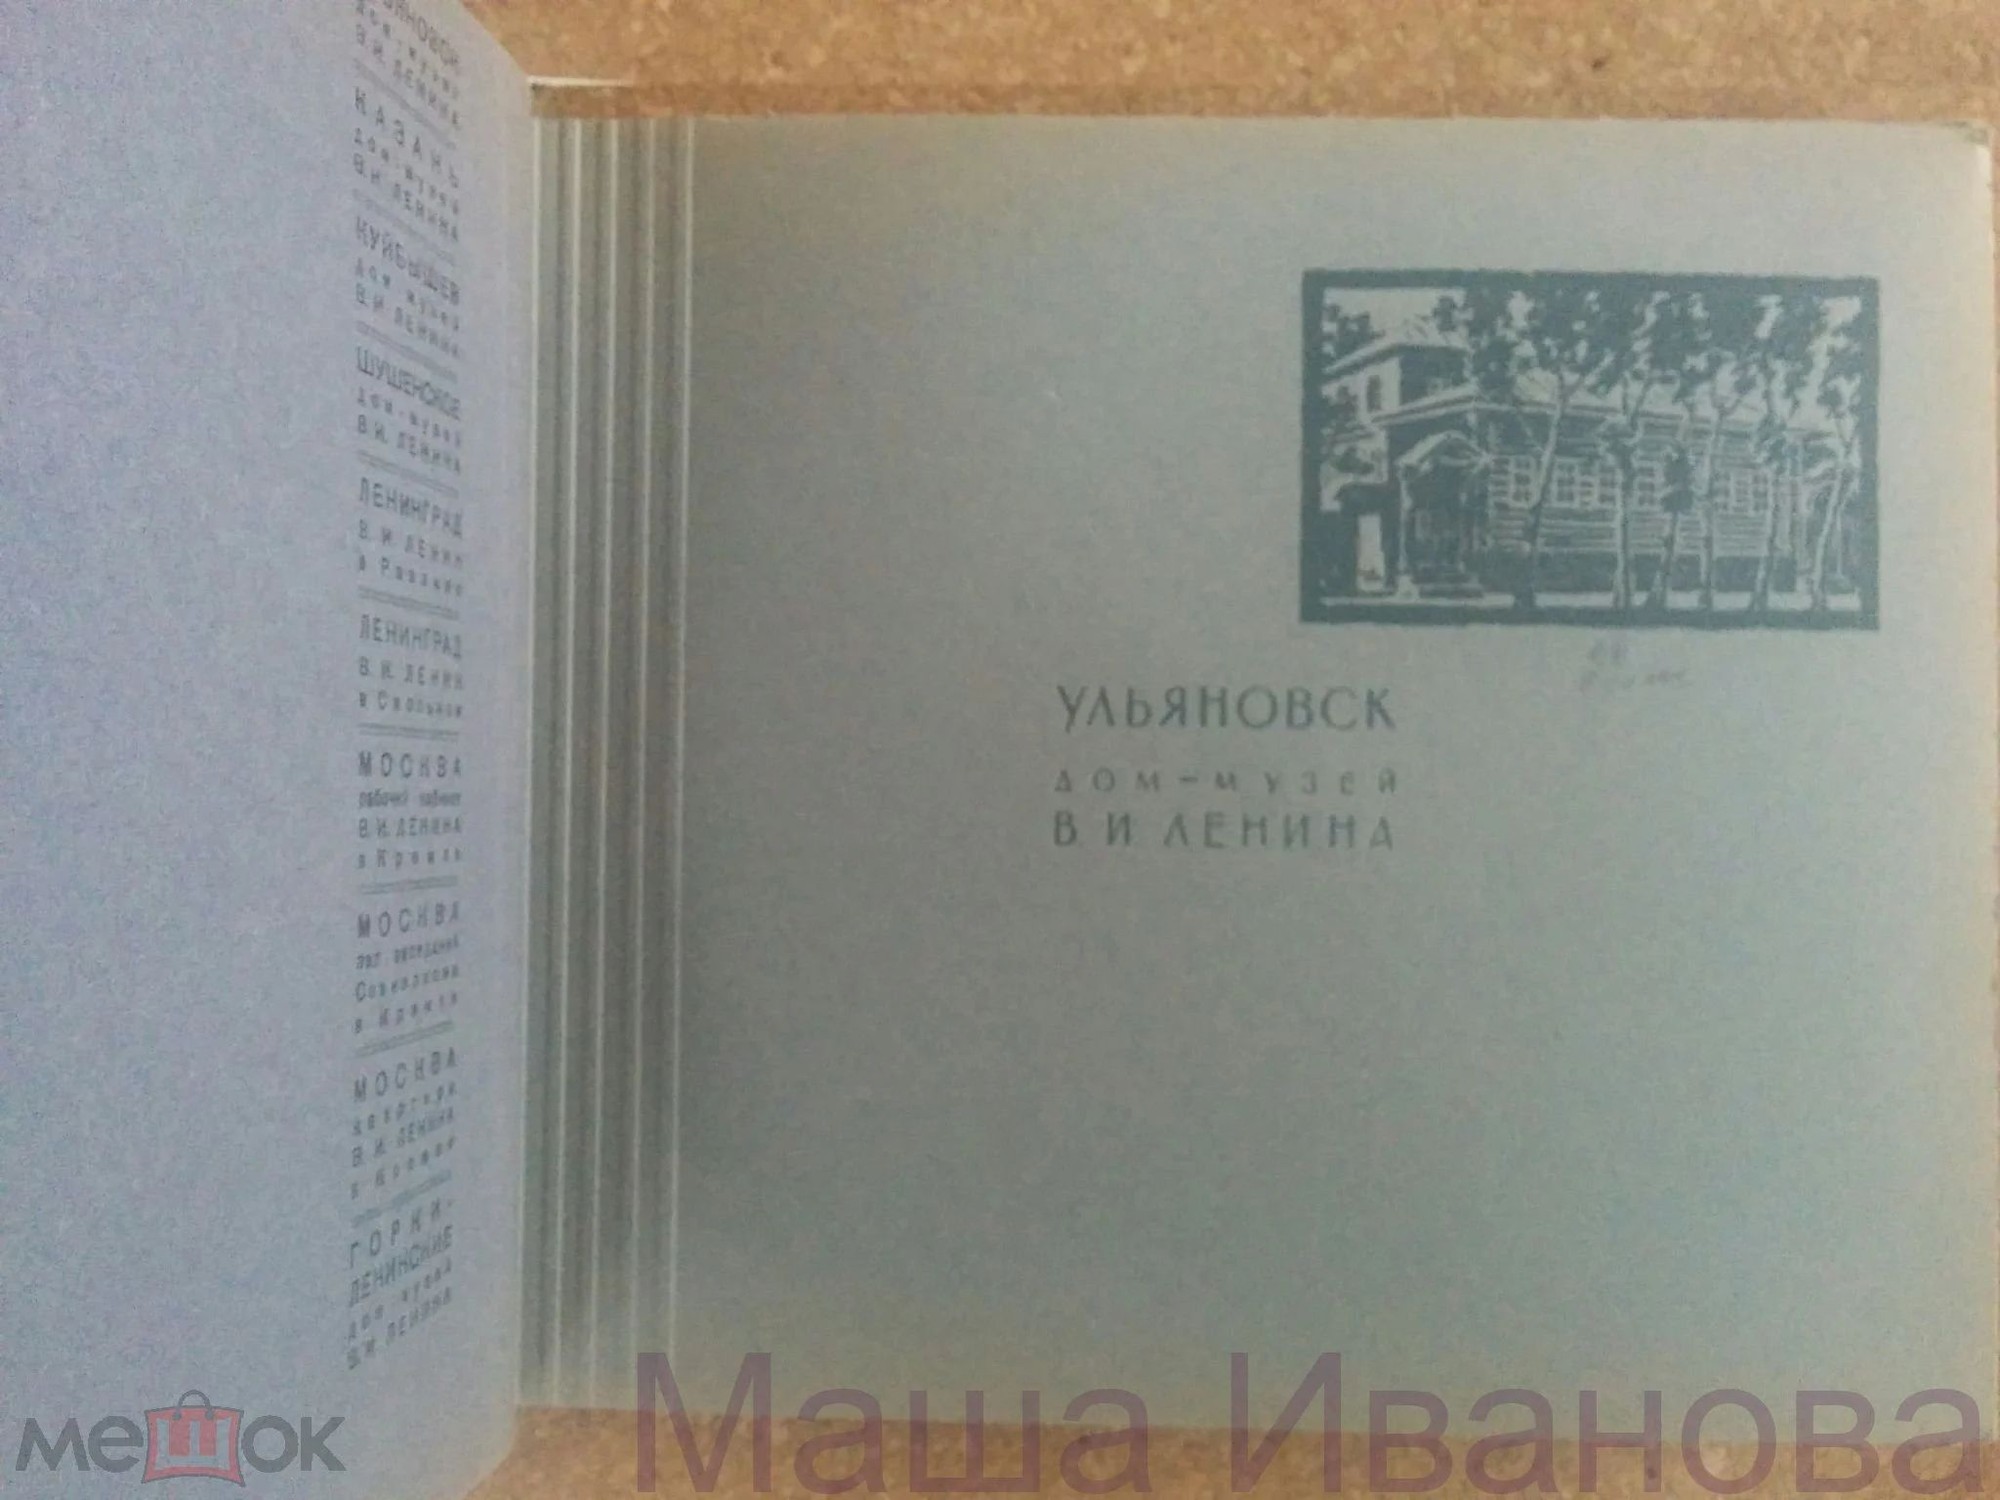 В. И. ЛЕНИНА
КАЗАНЬ
дом-музей
В. И. ЛЕНИНА
КУЙБЫШЕВ
дом музей
В. И. ЛЕНИНА
ШУШЕНСКОЕ
дом-музей
В. И. ЛЕНИНА
ЛЕНИНГРАД
В. И. ЛЕНИН
в Разливе
ЛЕНИНГРАД
В. И. ЛЕНИН
в Смольном
МОСКВА
рабочий кабинет
В. И. ЛЕНИНА
в Кремле
МОСКВА
зал заседаний
Совнаркома
в Кремле
МОСКВА
квартира
В. И. ЛЕНИНА
в Кремле
ГОРКИ-
ЛЕНИНСКИЕ
дом музей
В. И. ЛЕНИНА
УЛЬЯНОВСК
дом-музей
В. И. ЛЕНИНА
мешок
Маша Иванова